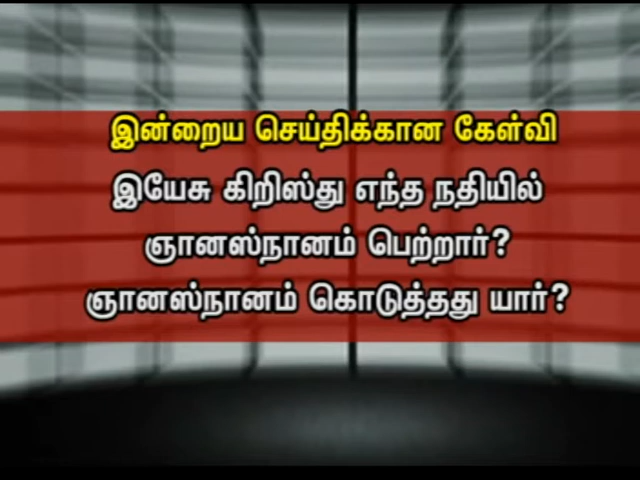 இன்றைய செய்திக்கான கேள்வி
இயேசு கிறிஸ்து எந்த நதியில்
ஞானஸ்நானம் பெற்றார்?
ஞானஸ்நானம் கொடுத்தது யார்?